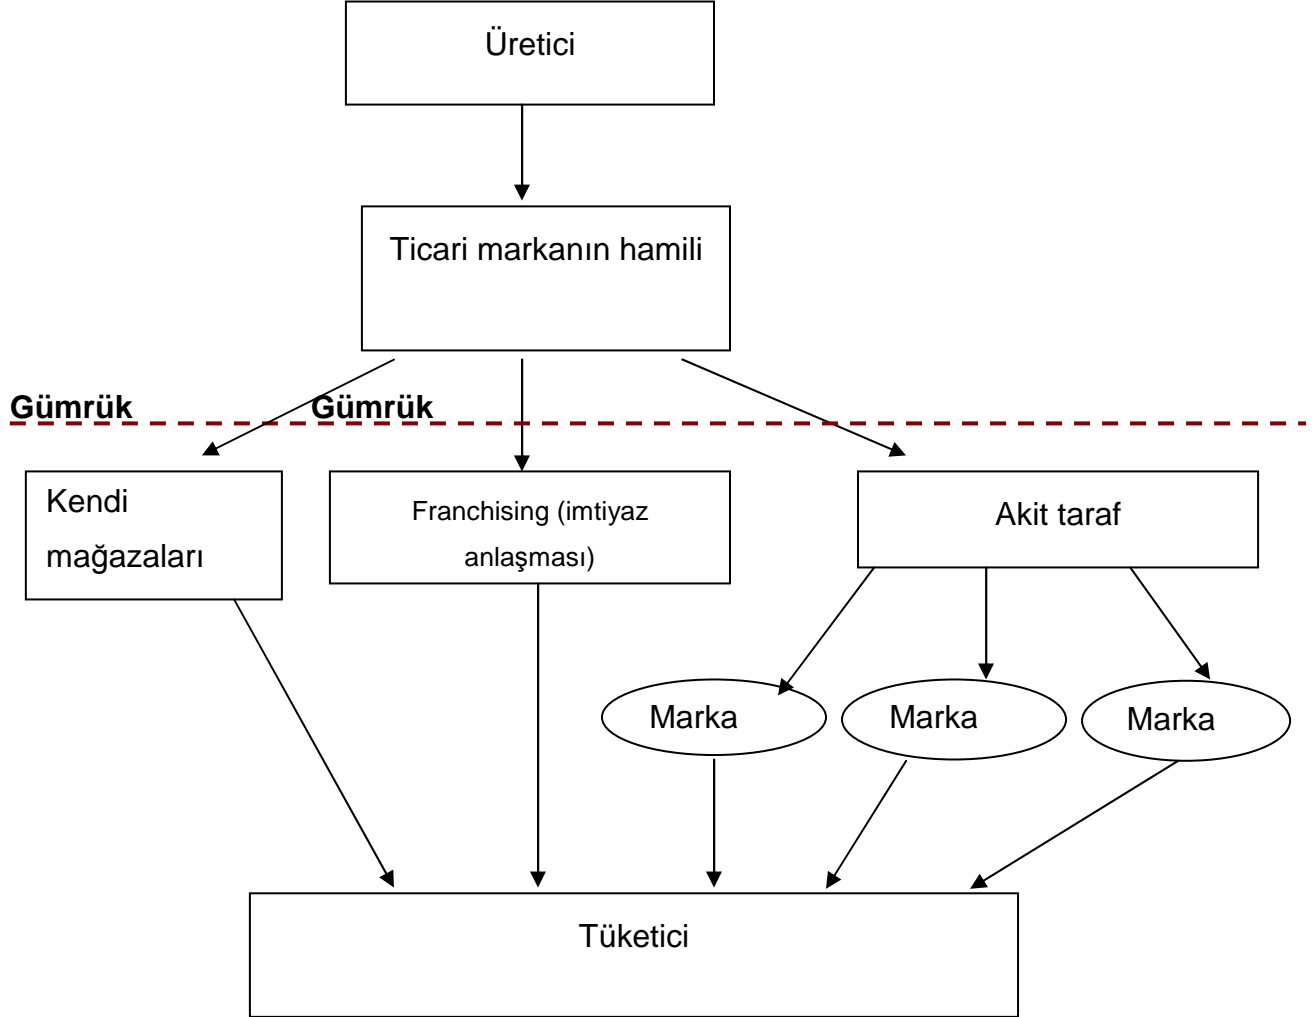 Üretici
Ticari markanın hamili
Gümrük
Gümrük
Kendi
mağazaları
Franchising (imtiyaz
anlaşması)
Akit taraf
Marka
Marka
Marka
Tüketici